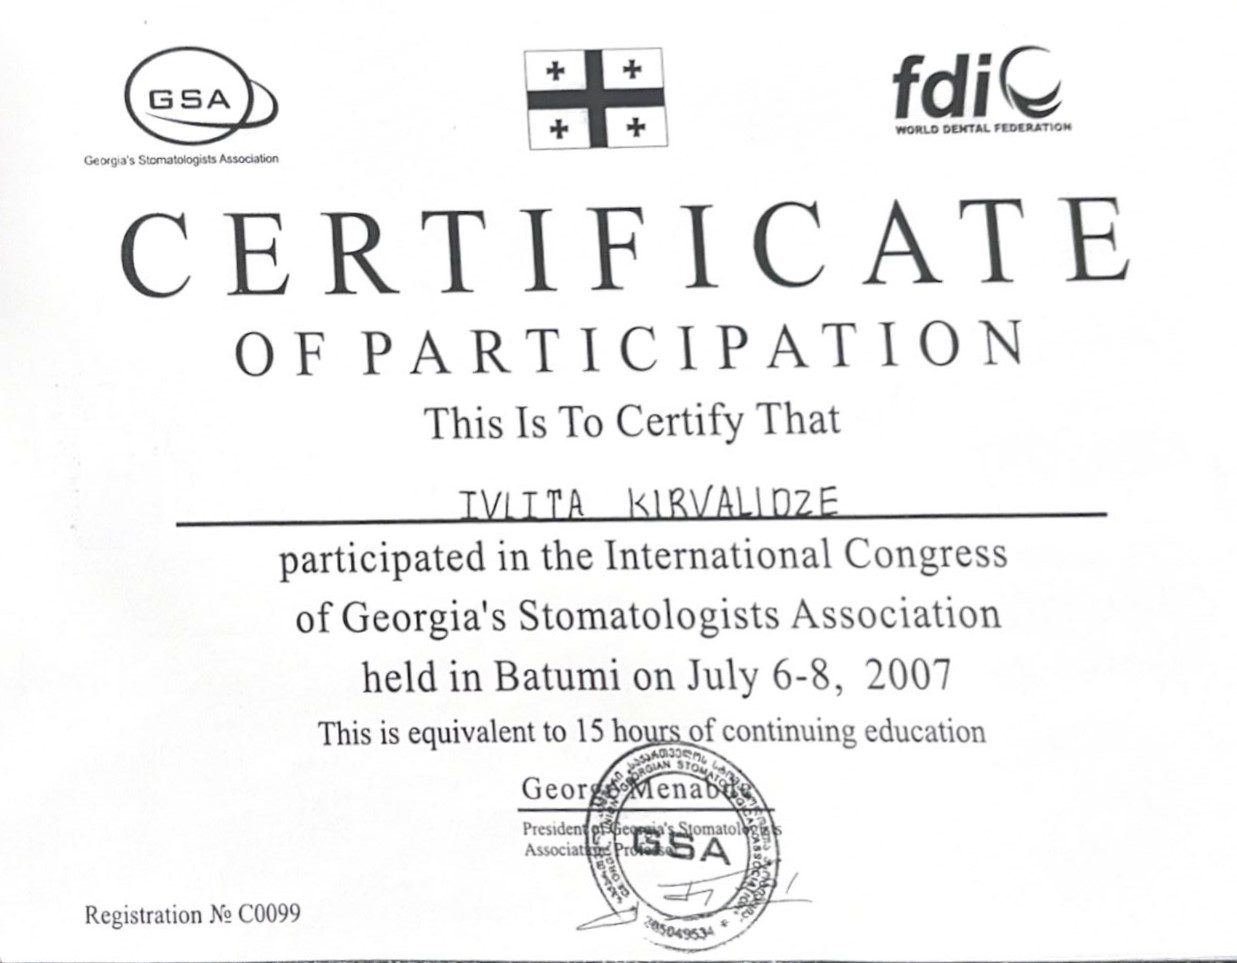 GSA
Georgia's Stomatologists Association
fdi
WORLD DENTAL FEDERATION
CERTIFICATE
OF PARTICIPATION
This Is To Certify That
IVLITA KIRVALIDZE
participated in the International Congress
of Georgia's Stomatologists Association
held in Batumi on July 6-8, 2007
This is equivalent to 15 hours of continuing education
President of Georgia's Stomatologists
Association Professor
GSA
205049534
Registration № C0099